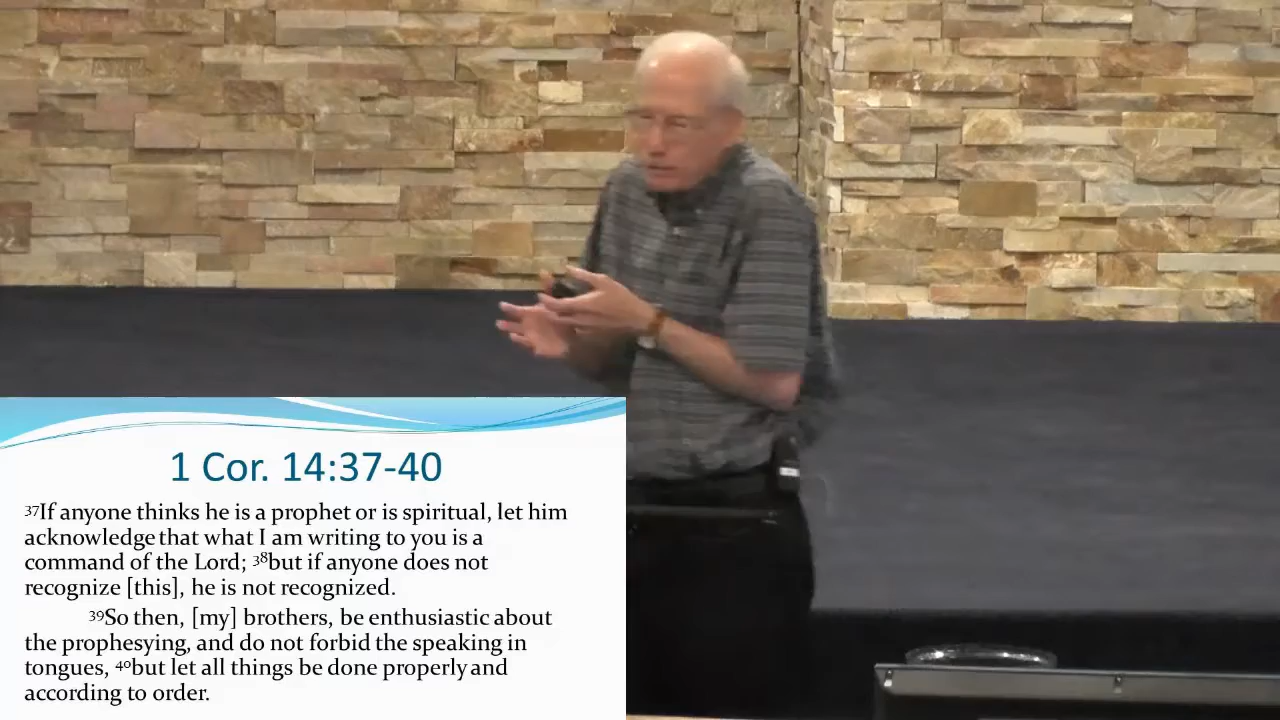 1 Cor. 14:37-40
³⁷If anyone thinks he is a prophet or is spiritual, let him
acknowledge that what I am writing to you is a
command of the Lord; ³⁸but if anyone does not
recognize [this], he is not recognized.
³⁹So then, [my] brothers, be enthusiastic about
the prophesying, and do not forbid the speaking in
tongues, ⁴⁰but let all things be done properly and
according to order.